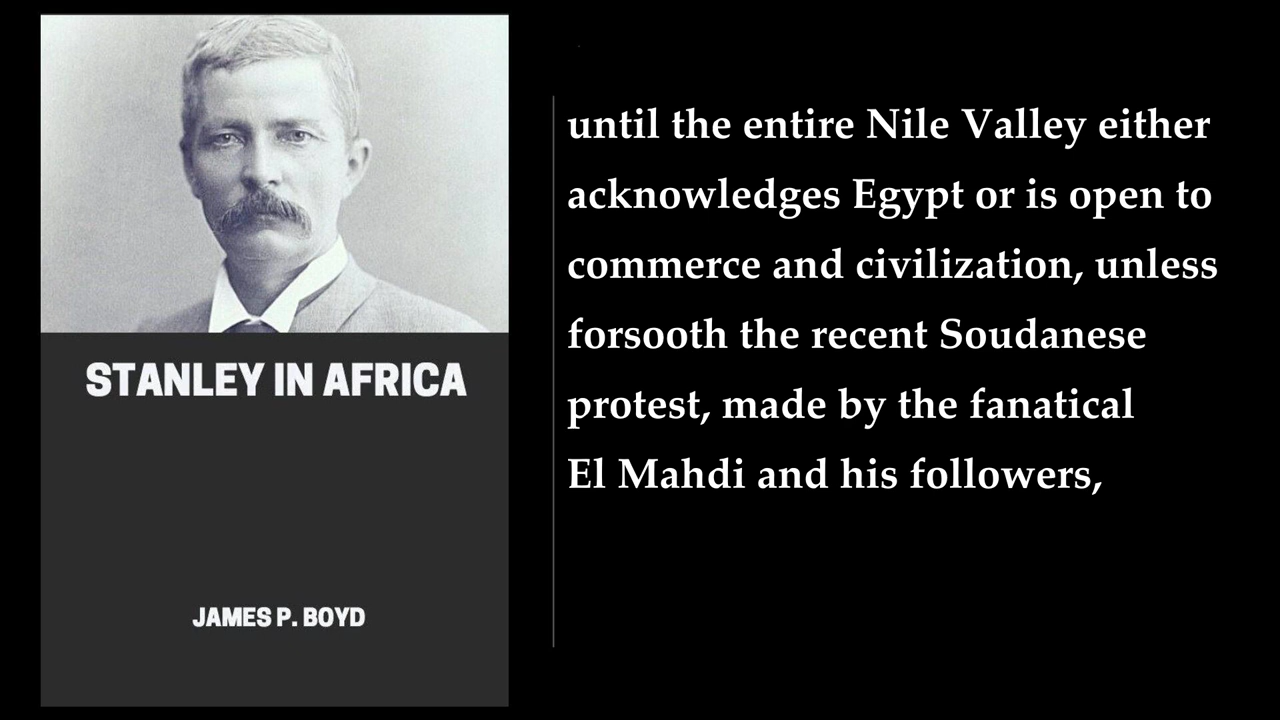 STANLEY IN AFRICA
JAMES P. BOYD
until the entire Nile Valley either
acknowledges Egypt or is open to
commerce and civilization, unless
forsooth the recent Soudanese
protest, made by the fanatical
El Mahdi and his followers,